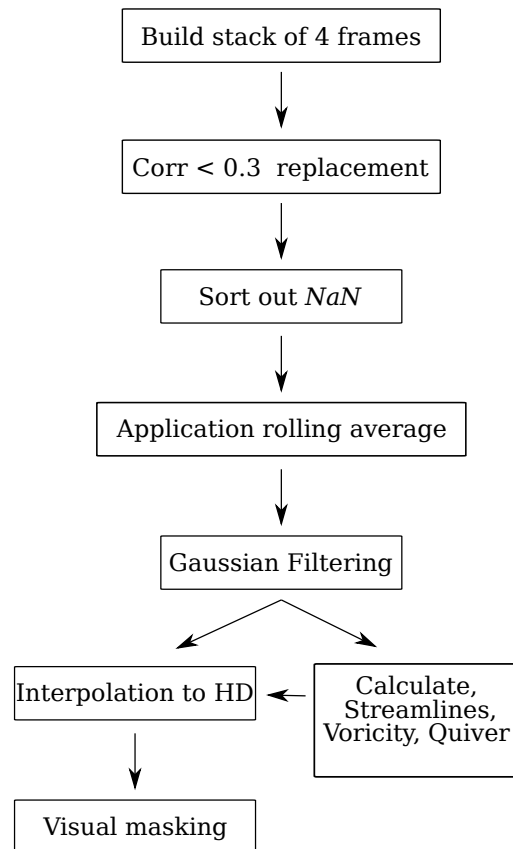 Build stack of 4 frames
Corr < 0.3  replacement
Sort out NaN
Application rolling average
Gaussian Filtering
Interpolation to HD
Calculate,
Streamlines,
Voricity, Quiver
Visual masking